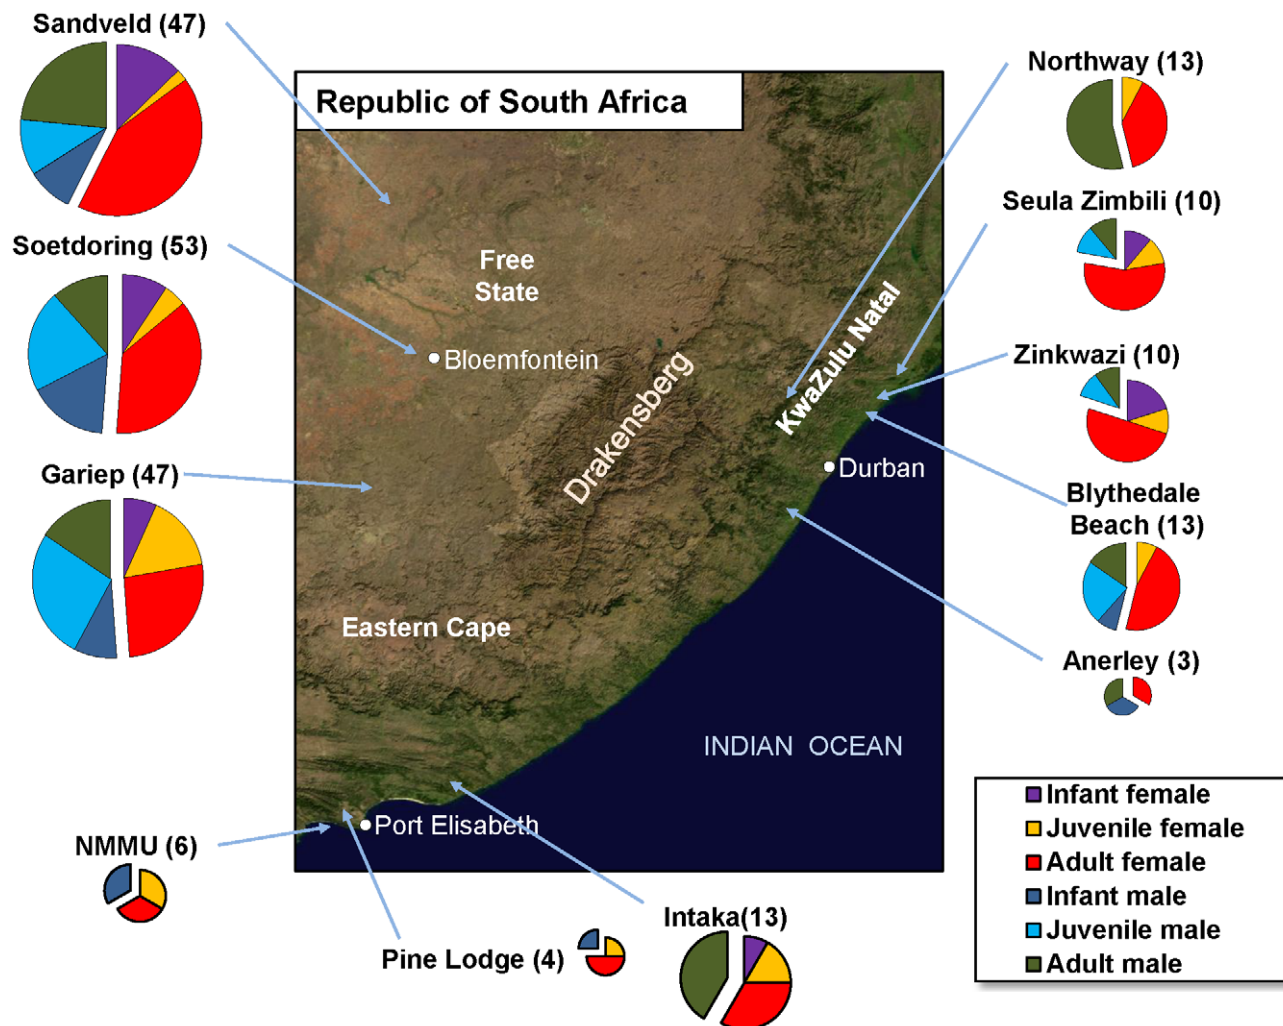 Sandveld (47)
Northway (13)
Republic of South Africa
Seula Zimbili (10)
Soetdoring (53)
Free
State
KwaZulu Natal
Zinkwazi (10)
Bloemfontein
Drakensberg
Gariep (47)
Durban
Blythedale
Beach (13)
Eastern Cape
Anerley (3)
INDIAN OCEAN
Infant female
Juvenile female
Adult female
Infant male
Juvenile male
Adult male
Port Elisabeth
NMMU (6)
Intaka(13)
Pine Lodge (4)